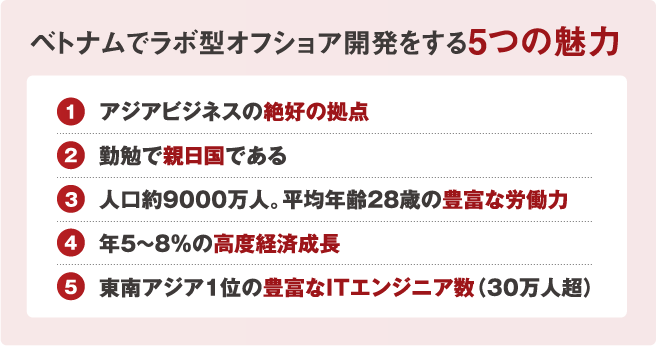 ベトナムでラボ型オフショア開発をする5つの魅力
1 アジアビジネスの絶好の拠点
2 勤勉で親日国である
3 人口約9000万人。平均年齢28歳の豊富な労働力
4 年5~8%の高度経済成長
5 東南アジア1位の豊富なITエンジニア数（30万人超）